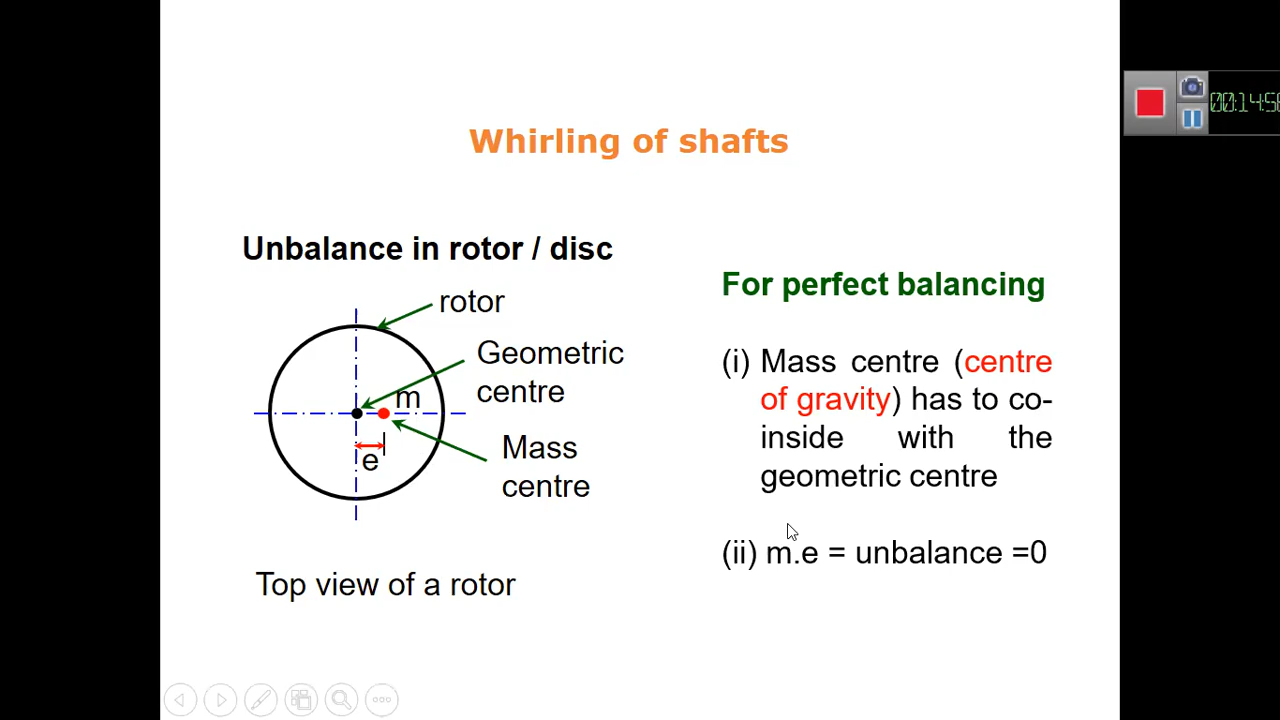 Whirling of shafts
Unbalance in rotor / disc
rotor
Geometric
centre
m
Mass
centre
e
Top view of a rotor
For perfect balancing
(i) Mass centre (centre
of gravity) has to co-
inside with the
geometric centre
(ii) m.e = unbalance =0